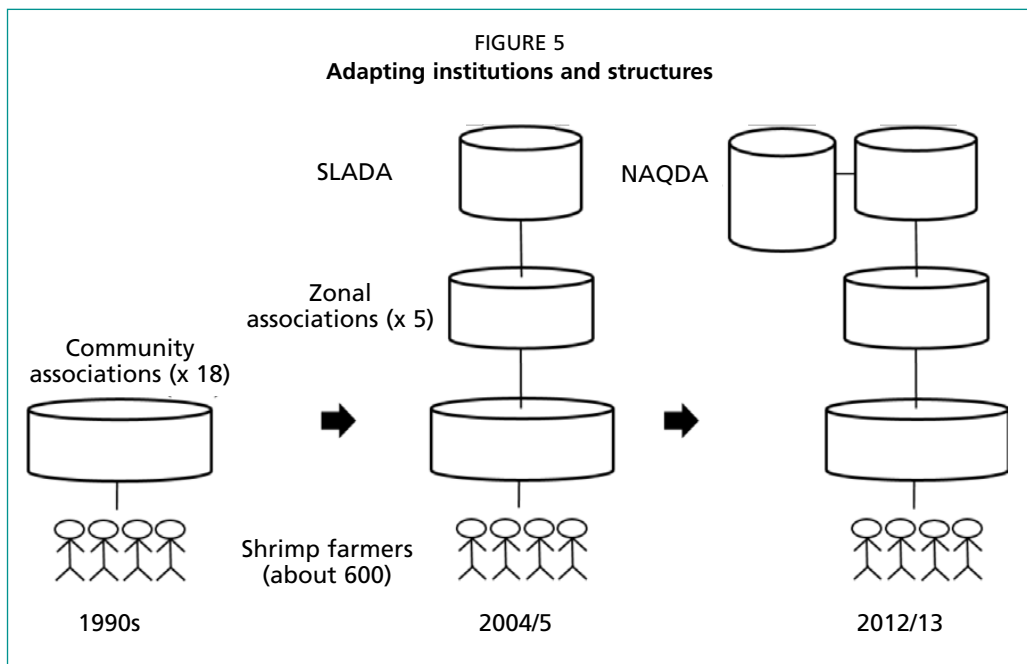 FIGURE 5
Adapting institutions and structures
SLADA
NAQDA
Zonal
associations (x 5)
Community
associations (x 18)
Shrimp farmers
(about 600)
1990s
2004/5
2012/13